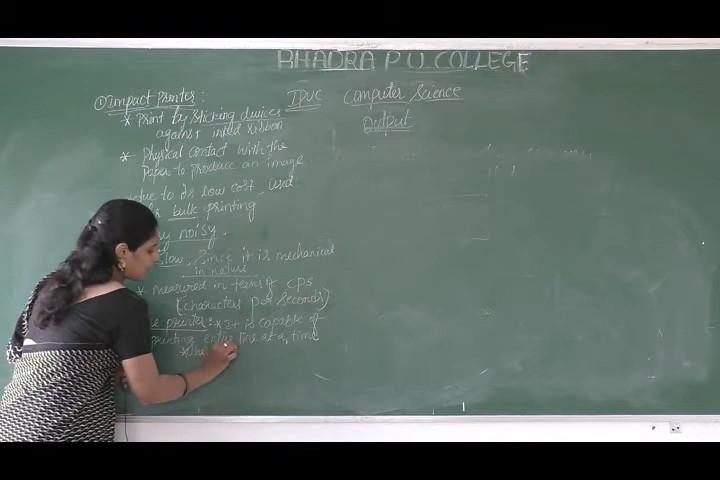 BHADRA P U COLLEGE
IPUC Computer Science
Output
① Impact Printer :
* Print by sticking devices
against inked ribbon
* Physical contact with the
Paper to produce an image
due to its low cost, used
bulk printing
noisy.
slow, since it is mechanical
in nature
* measured in terms of CPS
(characters per seconds)
printer : * It is capable of
printing entire line at a time
*